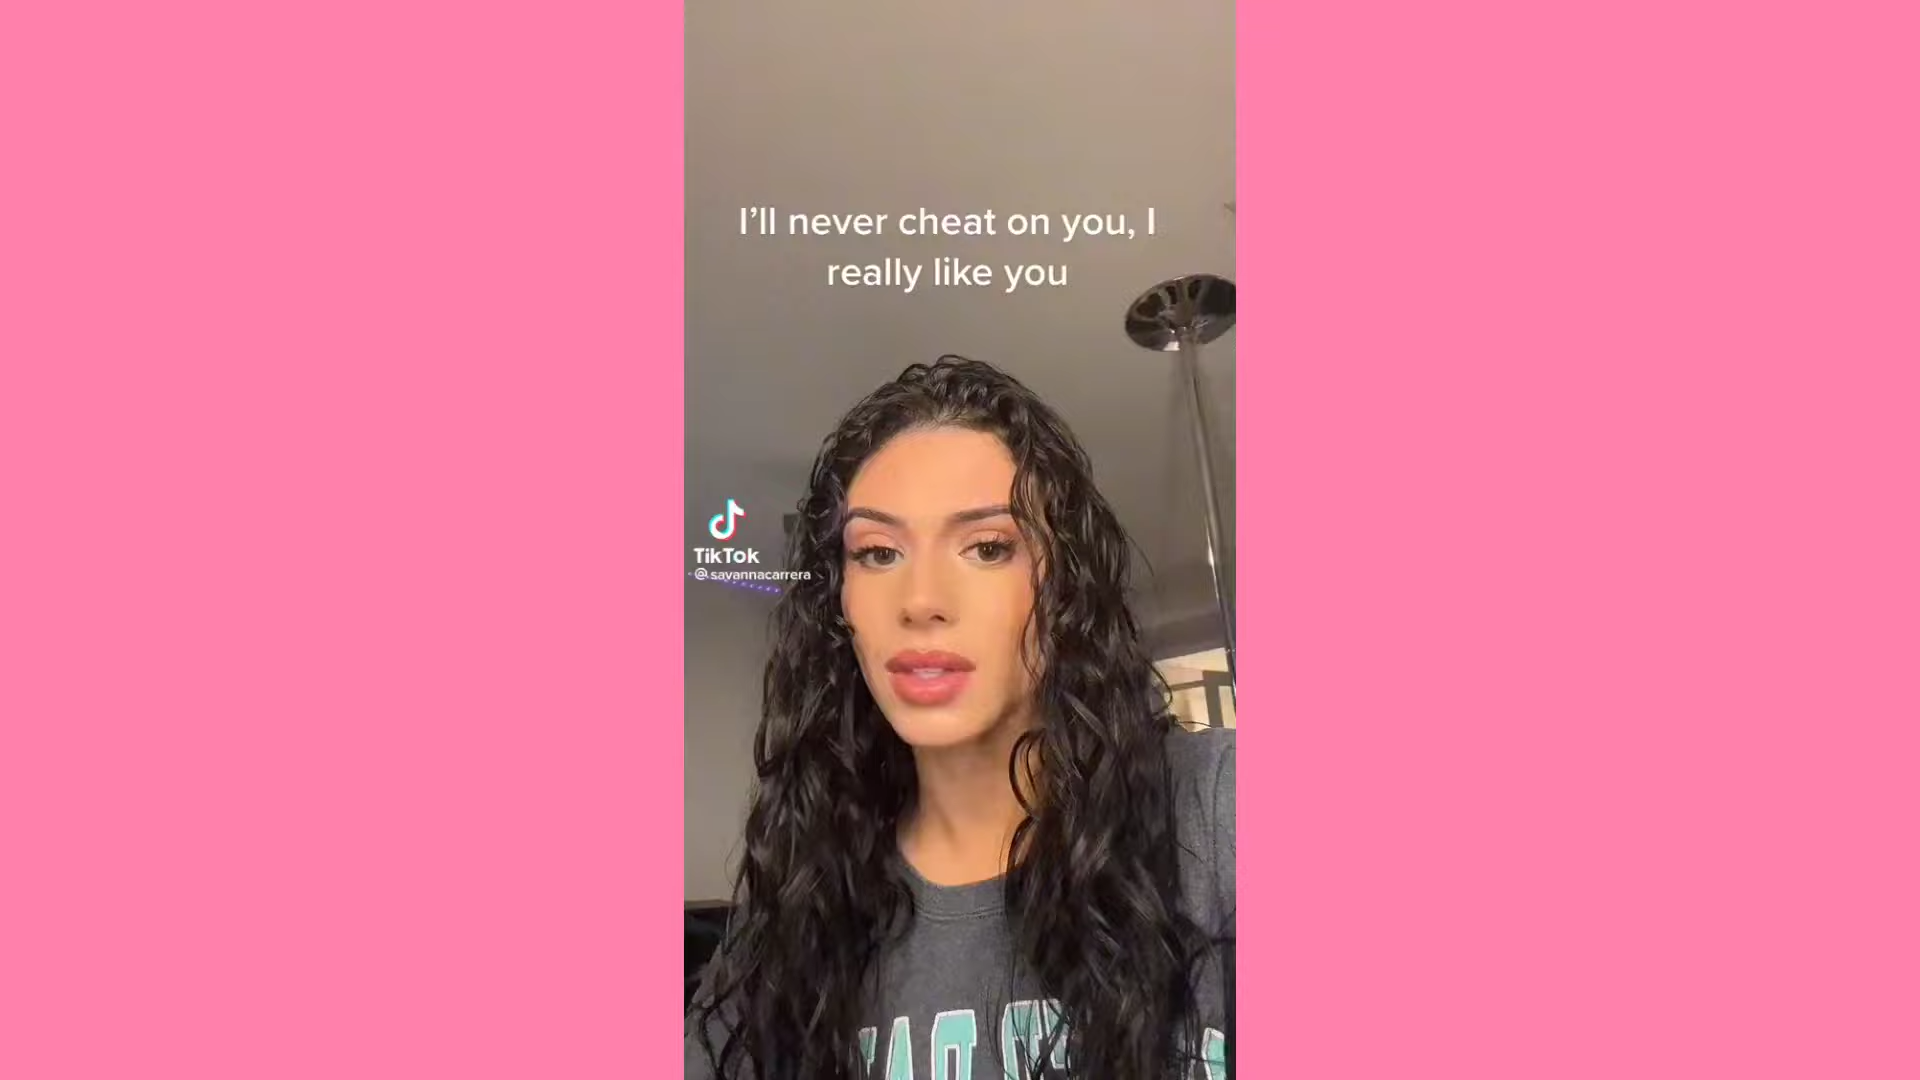 I'll never cheat on you, I
really like you
TikTok
@savannacarrera